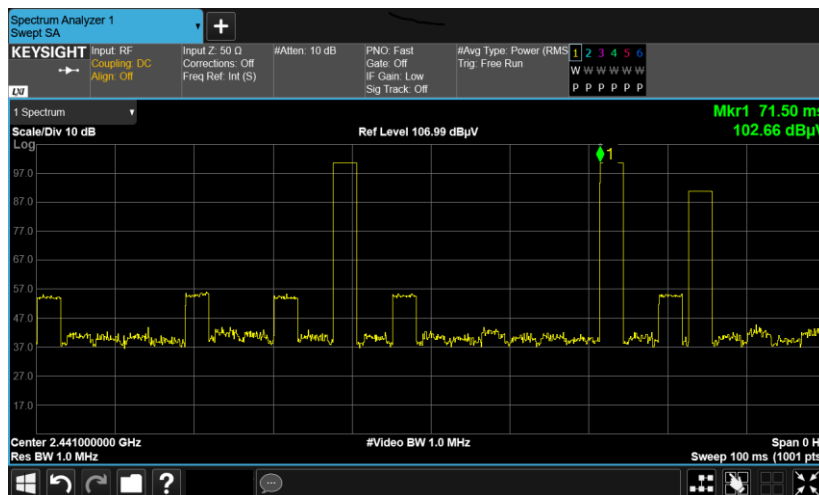 Spectrum Analyzer 1
Swept SA
+
KEYSIGHT
Input: RF
Coupling: DC
Align: Off
Input Z: 50 Ω
Corrections: Off
Freq Ref: Int (S)
#Atten: 10 dB
PNO: Fast
Gate: Off
IF Gain: Low
Sig Track: Off
#Avg Type: Power (RMS
Trig: Free Run
1 2 3 4 5 6
W W W W W W
P P P P P P
LXI
1 Spectrum
Mkr1 71.50 ms
102.66 dBµV
Scale/Div 10 dB
Ref Level 106.99 dBµV
Log
1
97.0
87.0
77.0
67.0
57.0
47.0
37.0
27.0
17.0
Center 2.441000000 GHz
#Video BW 1.0 MHz
Span 0 H
Res BW 1.0 MHz
Sweep 100 ms (1001 pts
?